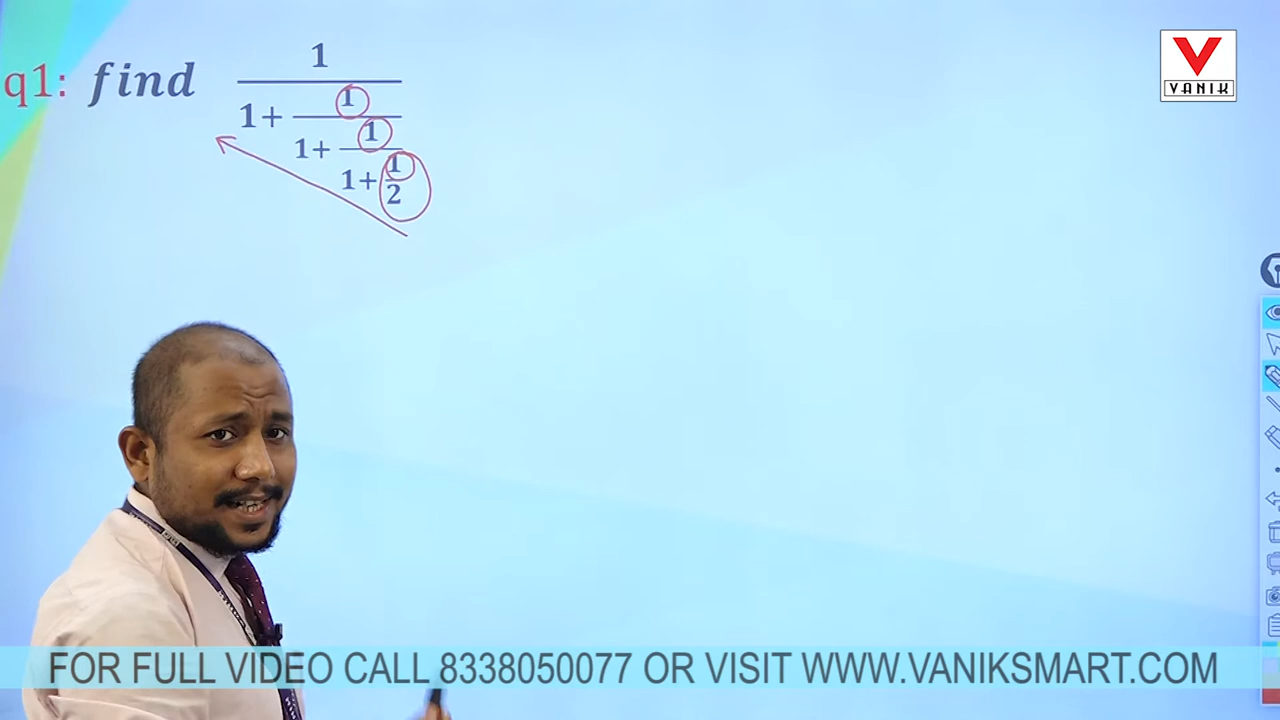 q1: find
1
1+ 1
1+ 1
1+ 1
2
VANIK
FOR FULL VIDEO CALL 8338050077 OR VISIT WWW.VANIKSMART.COM